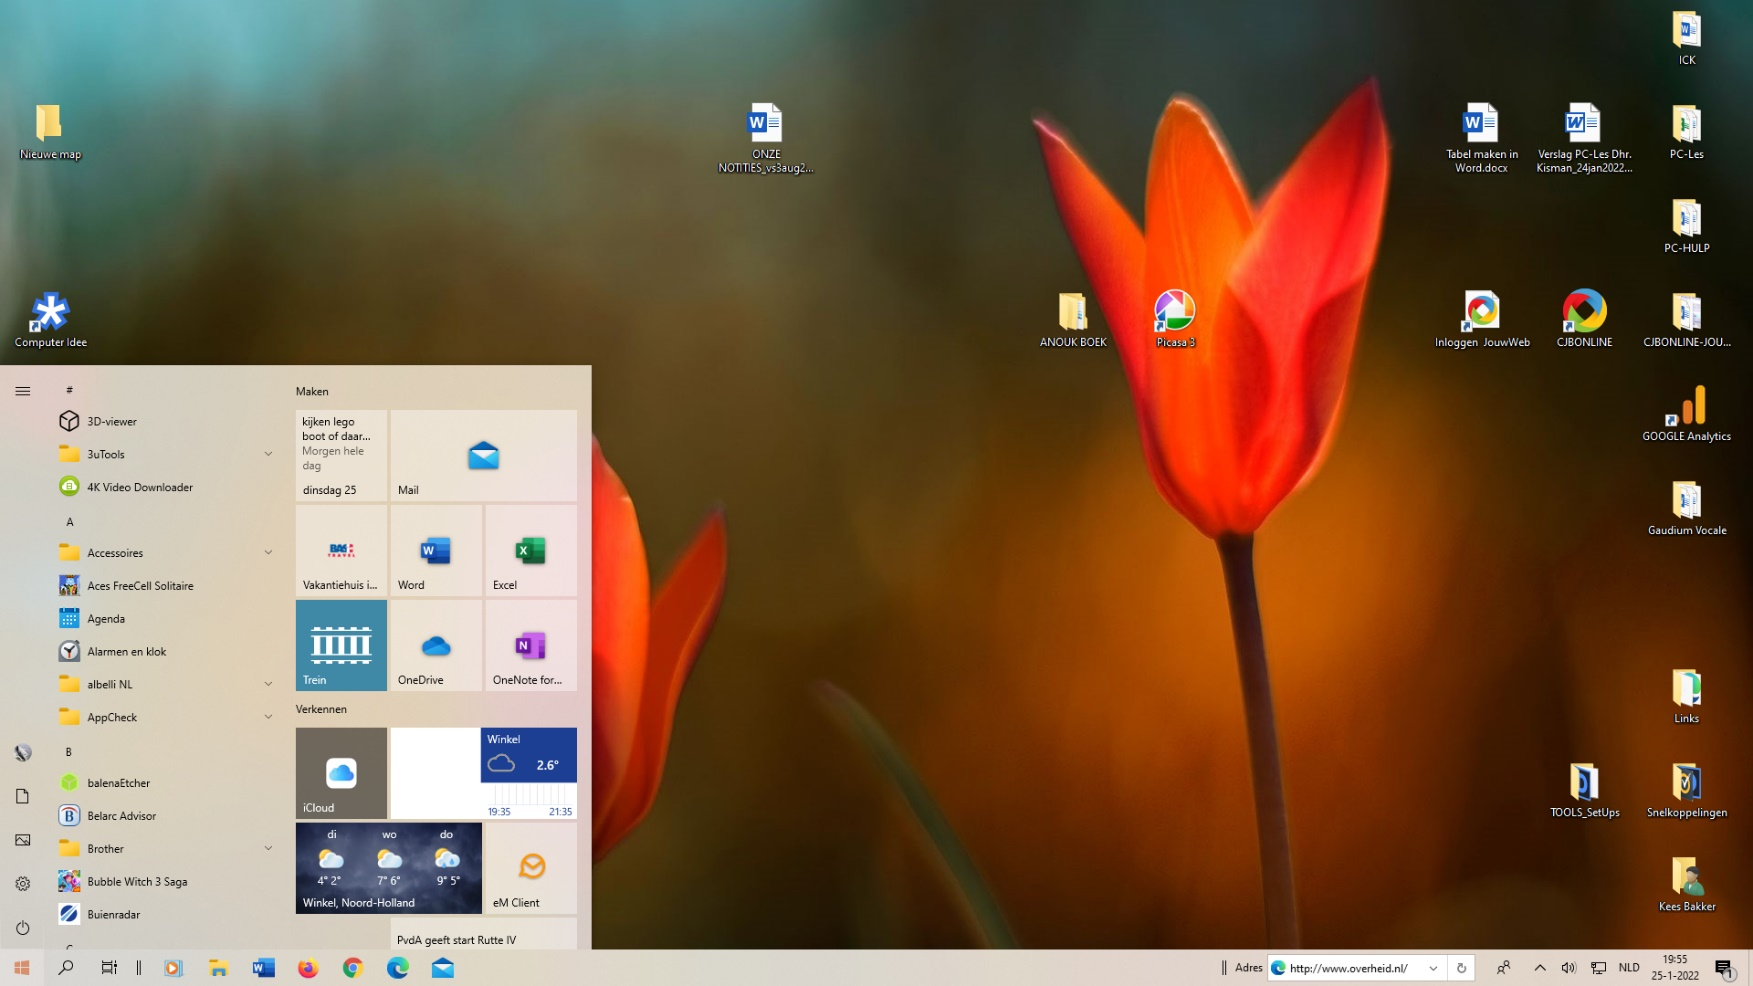 ICK
Nieuwe map
ONZE
NOTITIES_vs3aug2...
Tabel maken in
Word.docx
Verslag PC-Les Dhr.
Kisman_24jan2022...
PC-Les
PC-HULP
Computer Idee
ANOUK BOEK
Picasa 3
Inloggen JouwWeb
CJBONLINE
CJBONLINE-JOU...
GOOGLE Analytics
Gaudium Vocale
Links
TOOLS_SetUps
Snelkoppelingen
Kees Bakker
#
3D-viewer
3uTools
4K Video Downloader
A
Accessoires
Aces FreeCell Solitaire
Agenda
Alarmen en klok
albelli NL
AppCheck
B
balenaEtcher
Belarc Advisor
Brother
Bubble Witch 3 Saga
Buienradar
Maken
kijken lego
boot of daar...
Morgen hele
dag
dinsdag 25
Mail
Vakantiehuis i...
Word
Excel
Trein
OneDrive
OneNote for...
Verkennen
iCloud
Winkel
2.6°
19:35 21:35
di wo do
4° 2° 7° 6° 9° 5°
Winkel, Noord-Holland
eM Client
PvdA geeft start Rutte IV
Adres
http://www.overheid.nl/
NLD
19:55
25-1-2022
1